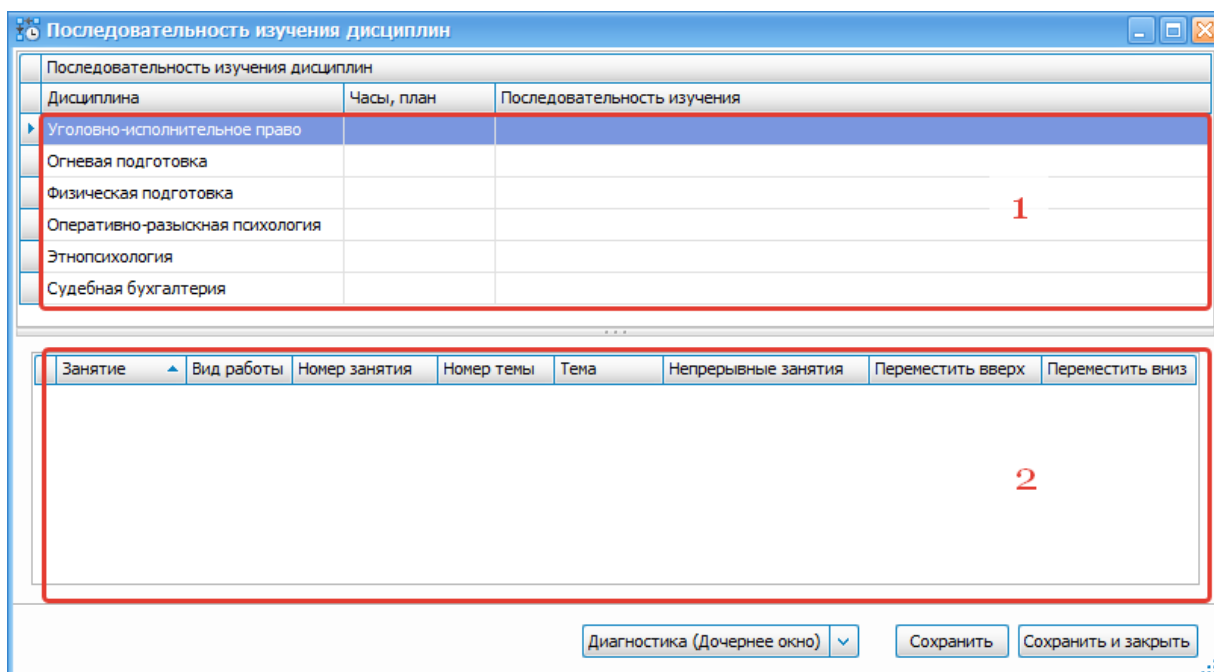 Последовательность изучения дисциплин
Последовательность изучения дисциплин
Дисциплина Часы, план Последовательность изучения
Уголовно-исполнительное право
Огневая подготовка
Физическая подготовка
1
Оперативно-разыскная психология
Этнопсихология
Судебная бухгалтерия
Занятие Вид работы Номер занятия Номер темы Тема Непрерывные занятия Переместить вверх Переместить вниз
2
Диагностика (Дочернее окно) Сохранить Сохранить и закрыть